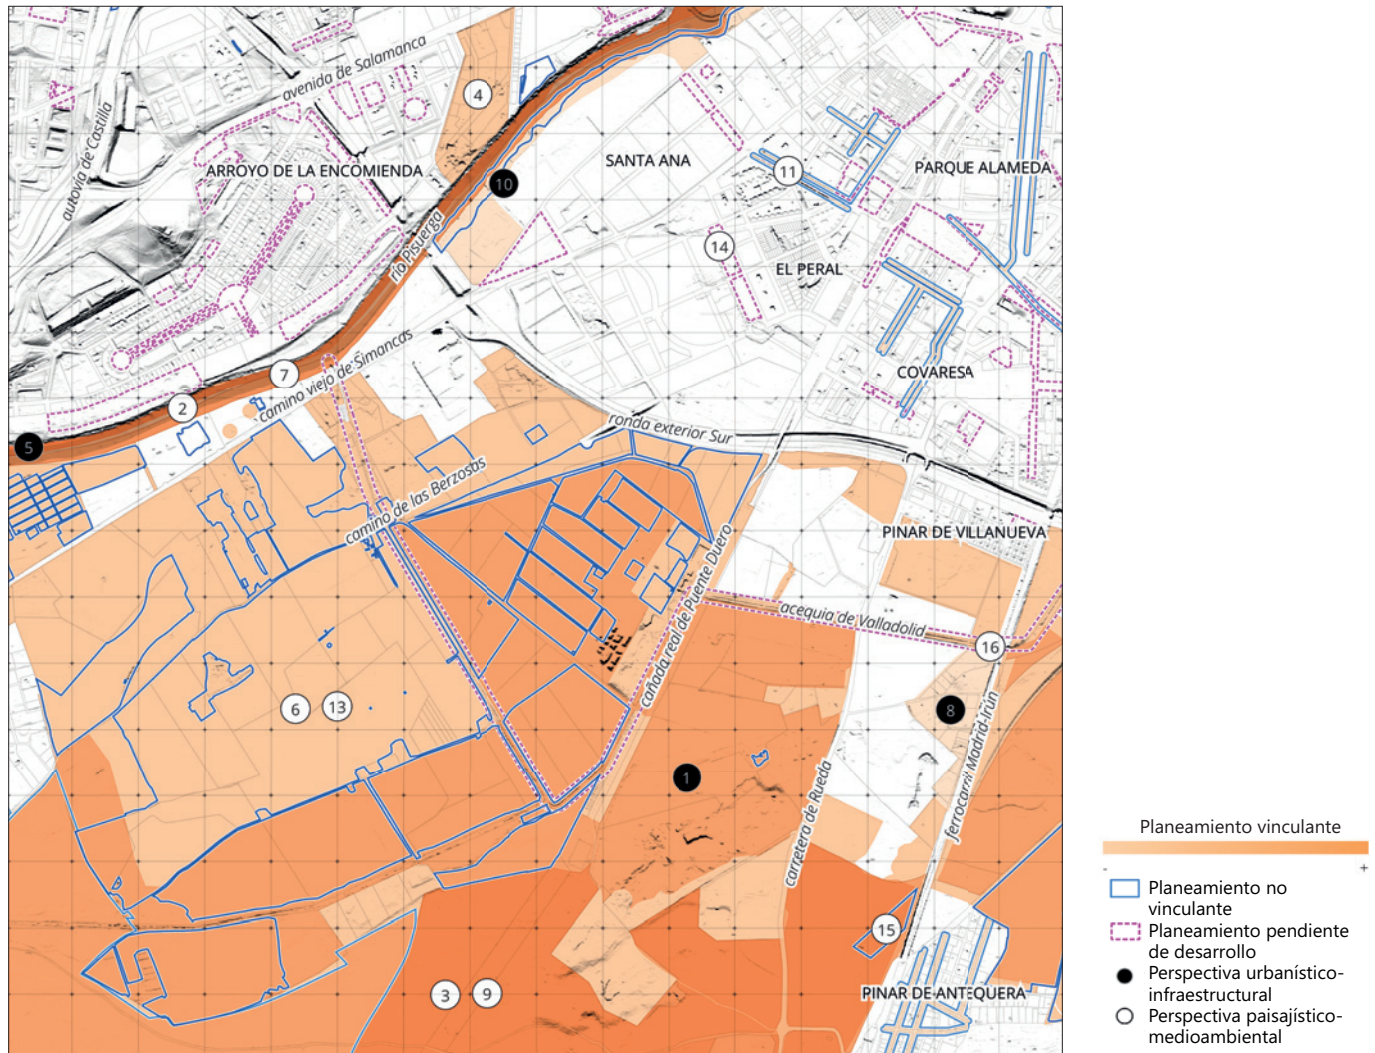 avenida de Salamanca
4
autovía de Castilla
ARROYO DE LA ENCOMIENDA
SANTA ANA
11
PARQUE ALAMEDA
10
río Pisuerga
14
EL PERAL
camino viejo de Simancas
7
2
COVARESA
5
ronda exterior Sur
camino de las Berzosas
PINAR DE VILLANUEVA
cañada real de Puente Duero
acequia de Valladolid
16
6
13
8
1
ferrocarril Madrid-Irún
carretera de Rueda
15
3
9
PINAR DE ANTEQUERA
Planeamiento vinculante
- +
Planeamiento no
vinculante
Planeamiento pendiente
de desarrollo
Perspectiva urbanístico-
infraestructural
Perspectiva paisajístico-
medioambiental